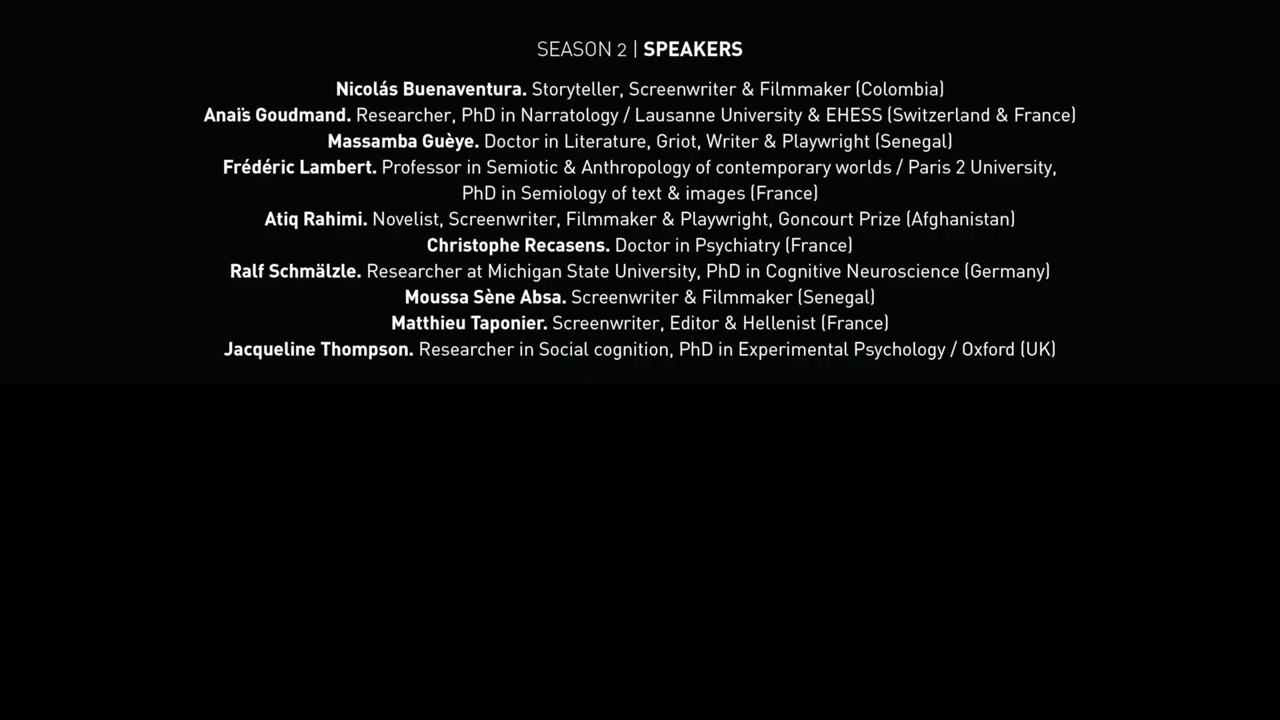 SEASON 2 | SPEAKERS
Nicolás Buenaventura. Storyteller, Screenwriter & Filmmaker (Colombia)
Anaïs Goudmand. Researcher, PhD in Narratology / Lausanne University & EHESS (Switzerland & France)
Massamba Guèye. Doctor in Literature, Griot, Writer & Playwright (Senegal)
Frédéric Lambert. Professor in Semiotic & Anthropology of contemporary worlds / Paris 2 University,
PhD in Semiology of text & images (France)
Atiq Rahimi. Novelist, Screenwriter, Filmmaker & Playwright, Goncourt Prize (Afghanistan)
Christophe Recasens. Doctor in Psychiatry (France)
Ralf Schmälzle. Researcher at Michigan State University, PhD in Cognitive Neuroscience (Germany)
Moussa Sène Absa. Screenwriter & Filmmaker (Senegal)
Matthieu Taponier. Screenwriter, Editor & Hellenist (France)
Jacqueline Thompson. Researcher in Social cognition, PhD in Experimental Psychology / Oxford (UK)